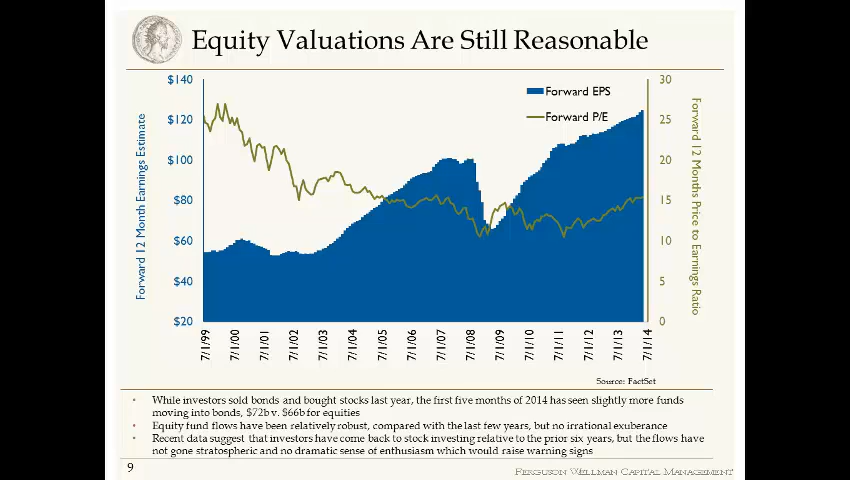 Equity Valuations Are Still Reasonable
$140
$120
$100
$80
$60
$40
$20
Forward 12 Month Earnings Estimate
Forward EPS
Forward P/E
30
25
20
15
10
5
0
Forward 12 Months Price to Earnings Ratio
7/1/99
7/1/00
7/1/01
7/1/02
7/1/03
7/1/04
7/1/05
7/1/06
7/1/07
7/1/08
7/1/09
7/1/10
7/1/11
7/1/12
7/1/13
7/1/14
Source: FactSet
• While investors sold bonds and bought stocks last year, the first five months of 2014 has seen slightly more funds
moving into bonds, $72b v. $66b for equities
• Equity fund flows have been relatively robust, compared with the last few years, but no irrational exuberance
• Recent data suggest that investors have come back to stock investing relative to the prior six years, but the flows have
not gone stratospheric and no dramatic sense of enthusiasm which would raise warning signs
9
Ferguson Wellman Capital Management